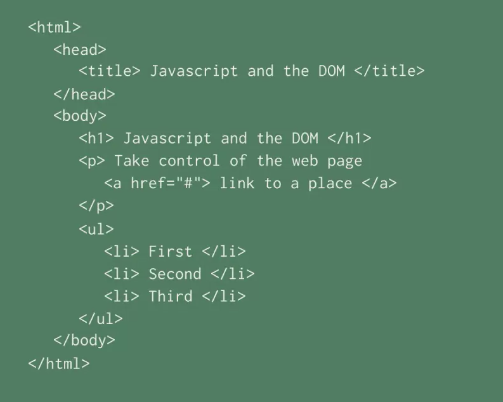 <html>
<head>
<title> Javascript and the DOM </title>
</head>
<body>
<h1> Javascript and the DOM </h1>
<p> Take control of the web page
<a href="#"> link to a place </a>
</p>
<ul>
<li> First </li>
<li> Second </li>
<li> Third </li>
</ul>
</body>
</html>